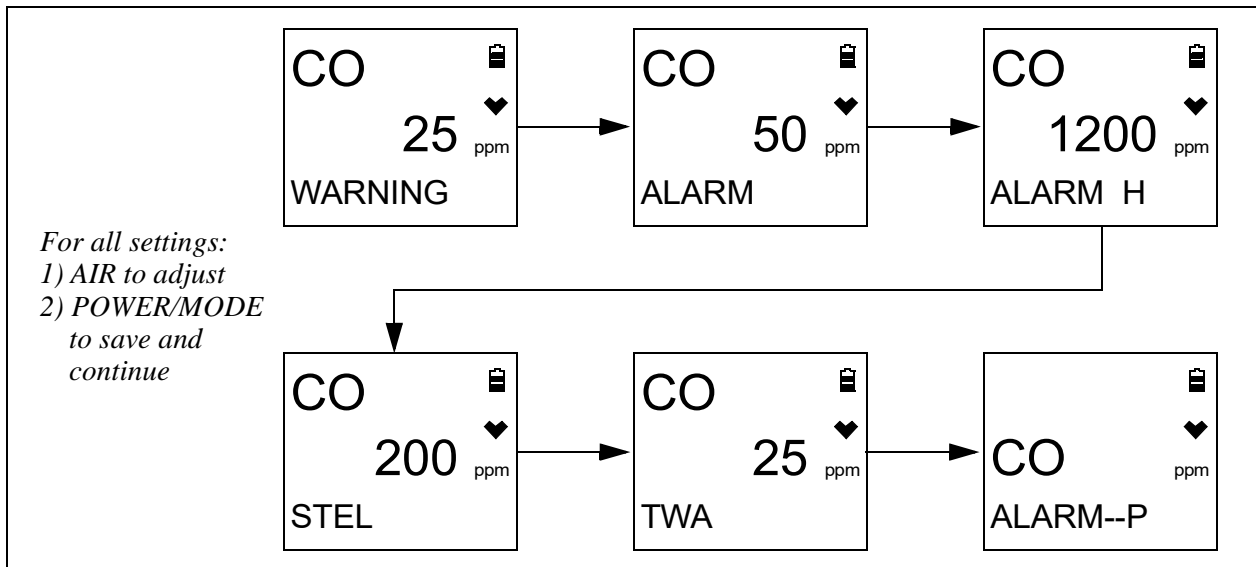 CO
25 ppm
WARNING
CO
50 ppm
ALARM
CO
1200 ppm
ALARM H
For all settings:
1) AIR to adjust
2) POWER/MODE
to save and
continue
CO
200 ppm
STEL
CO
25 ppm
TWA
CO
ppm
ALARM--P